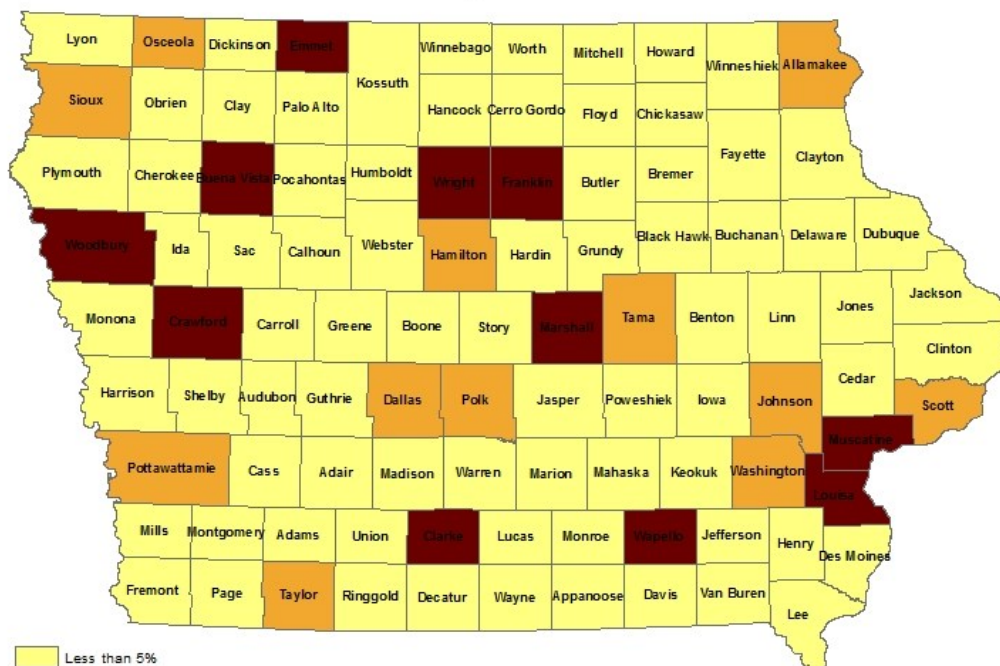 Lyon
Osceola
Dickinson
Emmet
Kossuth
Winnebago
Worth
Mitchell
Howard
Winneshiek
Allamakee
Sioux
Obrien
Clay
Palo Alto
Hancock
Cerro Gordo
Floyd
Chickasaw
Plymouth
Cherokee
Buena Vista
Pocahontas
Humboldt
Wright
Franklin
Butler
Bremer
Fayette
Clayton
Woodbury
Ida
Sac
Calhoun
Webster
Hamilton
Hardin
Grundy
Black Hawk
Buchanan
Delaware
Dubuque
Monona
Crawford
Carroll
Greene
Boone
Story
Marshall
Tama
Benton
Linn
Jones
Jackson
Clinton
Harrison
Shelby
Audubon
Guthrie
Dallas
Polk
Jasper
Poweshiek
Iowa
Johnson
Cedar
Scott
Muscatine
Pottawattamie
Cass
Adair
Madison
Warren
Marion
Mahaska
Keokuk
Washington
Louisa
Mills
Montgomery
Adams
Union
Clarke
Lucas
Monroe
Wapello
Jefferson
Henry
Des Moines
Fremont
Page
Taylor
Ringgold
Decatur
Wayne
Appanoose
Davis
Van Buren
Lee
Less than 5%